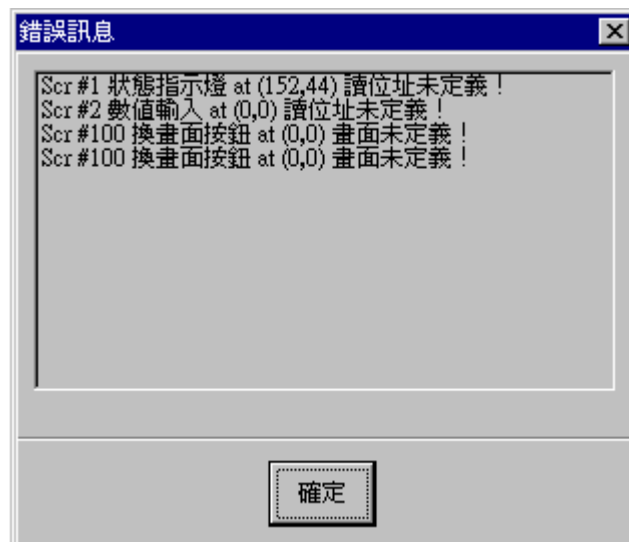 錯誤訊息
Scr #1 狀態指示燈 at (152,44) 讀位址未定義！
Scr #2 數值輸入 at (0,0) 讀位址未定義！
Scr #100 換畫面按鈕 at (0,0) 畫面未定義！
Scr #100 換畫面按鈕 at (0,0) 畫面未定義！
確定